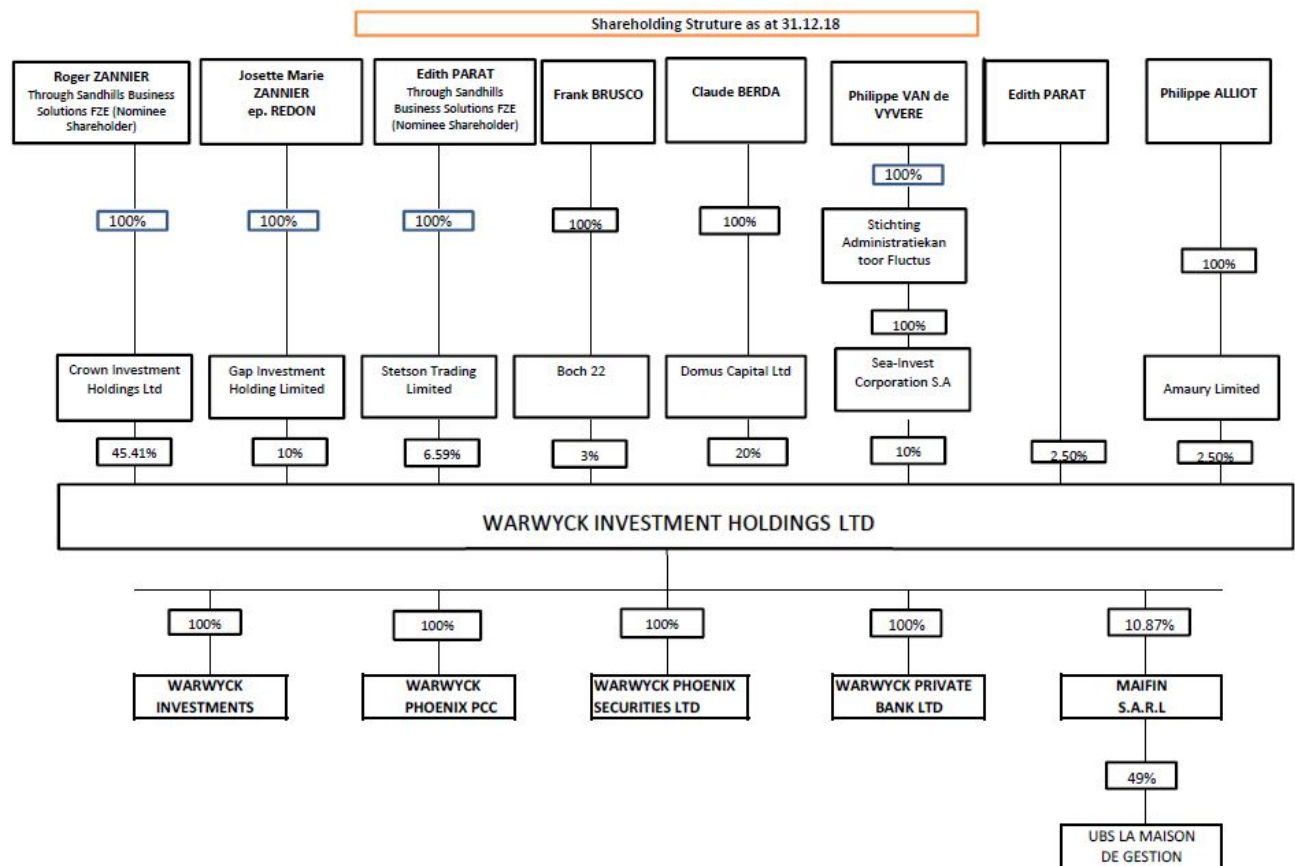 Shareholding Struture as at 31.12.18
Roger ZANNIER
Through Sandhills Business
Solutions FZE (Nominee
Shareholder)
Josette Marie
ZANNIER
ep. REDON
Edith PARAT
Through Sandhills
Business Solutions FZE
(Nominee Shareholder)
Frank BRUSCO
Claude BERDA
Philippe VAN de
VYVERE
Edith PARAT
Philippe ALLIOT
100%
100%
100%
100%
100%
100%
Stichting
Administratiekan
toor Fluctus
100%
100%
Crown Investment
Holdings Ltd
Gap Investment
Holding Limited
Stetson Trading
Limited
Boch 22
Domus Capital Ltd
Sea-Invest
Corporation S.A
Amaury Limited
45.41%
10%
6.59%
3%
20%
10%
2.50%
2.50%
WARWYCK INVESTMENT HOLDINGS LTD
100%
100%
100%
100%
10.87%
WARWYCK
INVESTMENTS
WARWYCK
PHOENIX PCC
WARWYCK PHOENIX
SECURITIES LTD
WARWYCK PRIVATE
BANK LTD
MAIFIN
S.A.R.L
49%
UBS LA MAISON
DE GESTION